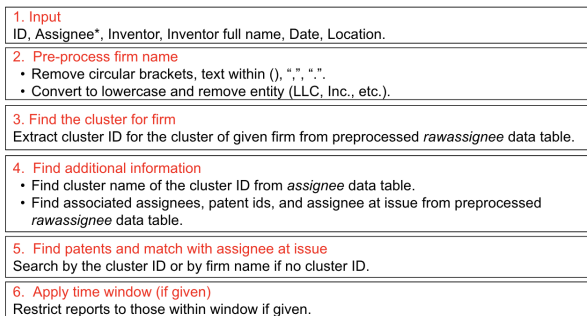 1. Input
ID, Assignee*, Inventor, Inventor full name, Date, Location.
2. Pre-process firm name
• Remove circular brackets, text within (), “,”, “.”.
• Convert to lowercase and remove entity (LLC, Inc., etc.).
3. Find the cluster for firm
Extract cluster ID for the cluster of given firm from preprocessed rawassignee data table.
4. Find additional information
• Find cluster name of the cluster ID from assignee data table.
• Find associated assignees, patent ids, and assignee at issue from preprocessed
rawassignee data table.
5. Find patents and match with assignee at issue
Search by the cluster ID or by firm name if no cluster ID.
6. Apply time window (if given)
Restrict reports to those within window if given.